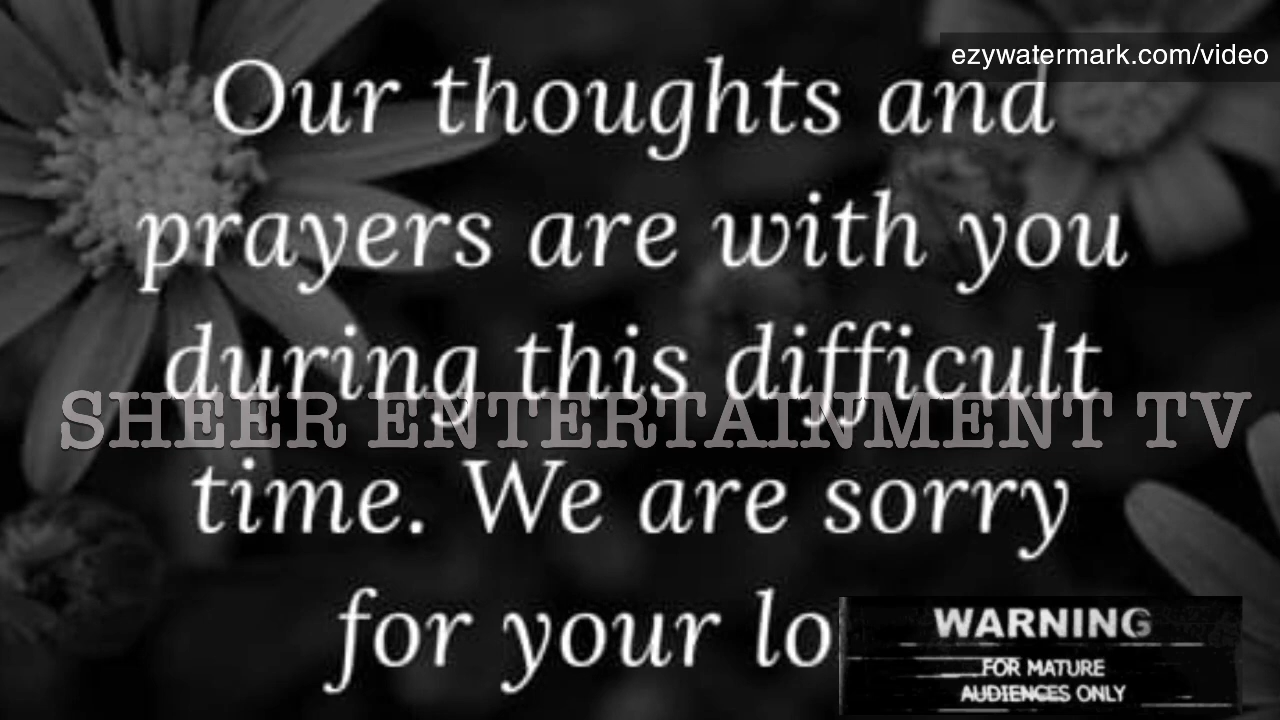 ezywatermark.com/video
Our thoughts and
prayers are with you
during this difficult
SHEER ENTERTAINMENT TV
time. We are sorry
for your lo
WARNING
FOR MATURE
AUDIENCES ONLY